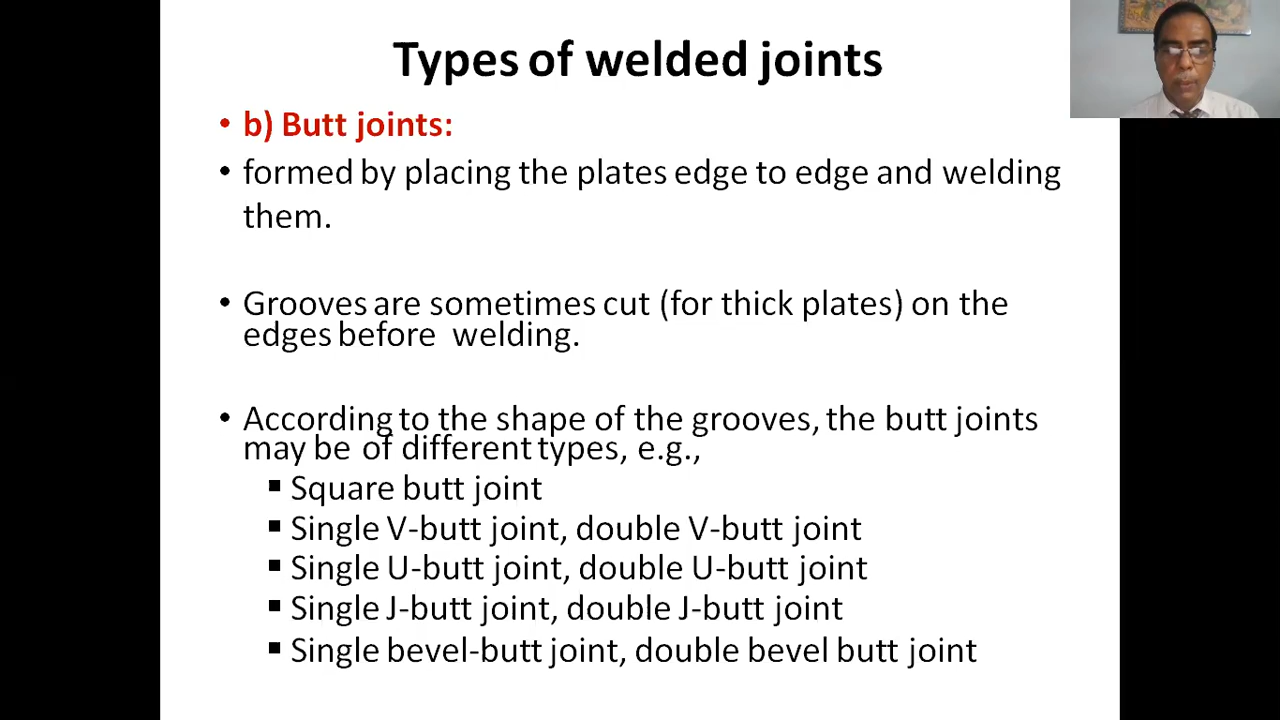 Types of welded joints
• b) Butt joints:
• formed by placing the plates edge to edge and welding
them.
• Grooves are sometimes cut (for thick plates) on the
edges before welding.
• According to the shape of the grooves, the butt joints
may be of different types, e.g.,
▪ Square butt joint
▪ Single V-butt joint, double V-butt joint
▪ Single U-butt joint, double U-butt joint
▪ Single J-butt joint, double J-butt joint
▪ Single bevel-butt joint, double bevel butt joint